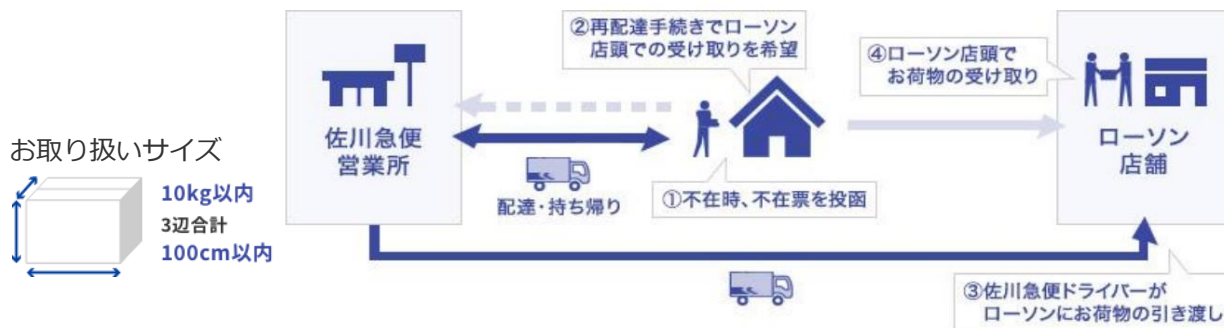 お取り扱いサイズ
10kg以内
3辺合計
100cm以内
佐川急便
営業所
②再配達手続きでローソン
店頭での受け取りを希望
配達・持ち帰り
①不在時、不在票を投函
④ローソン店頭で
お荷物の受け取り
ローソン
店舗
③佐川急便ドライバーが
ローソンにお荷物の引き渡し